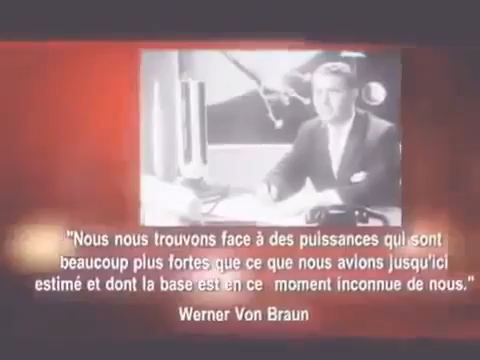 "Nous nous trouvons face à des puissances qui sont
beaucoup plus fortes que ce que nous avions jusqu'ici
estimé et dont la base est en ce moment inconnue de nous."
Werner Von Braun